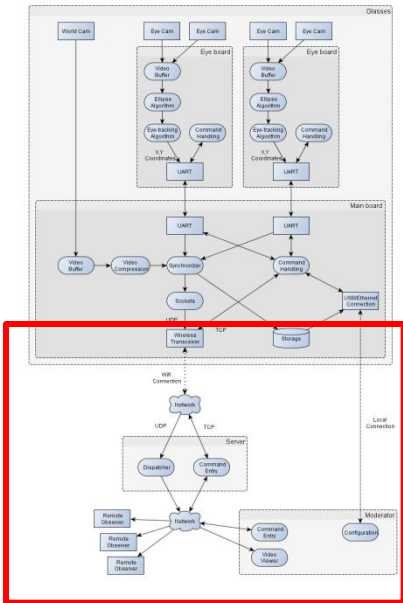 Glasses
World Cam
Eye Cam
Eye Cam
Eye Cam
Eye Cam
Eye board
Eye board
Video
Buffer
Video
Buffer
Ellipse
Algorithm
Ellipse
Algorithm
Eye-tracking
Algorithm
Command
Handling
Eye-tracking
Algorithm
Command
Handling
X,Y
Coordinates
X,Y
Coordinates
UART
UART
Main board
UART
UART
Video
Buffer
Video
Compression
Synchronizer
Command
Handling
Sockets
USB/Ethernet
Connection
UDP
TCP
Wireless
Transceiver
Storage
Wifi
Connection
Network
Local
Connection
UDP
TCP
Server
Dispatcher
Command
Entry
Moderator
Remote
Observer
Network
Remote
Observer
Remote
Observer
Command
Entry
Video
Viewer
Configuration